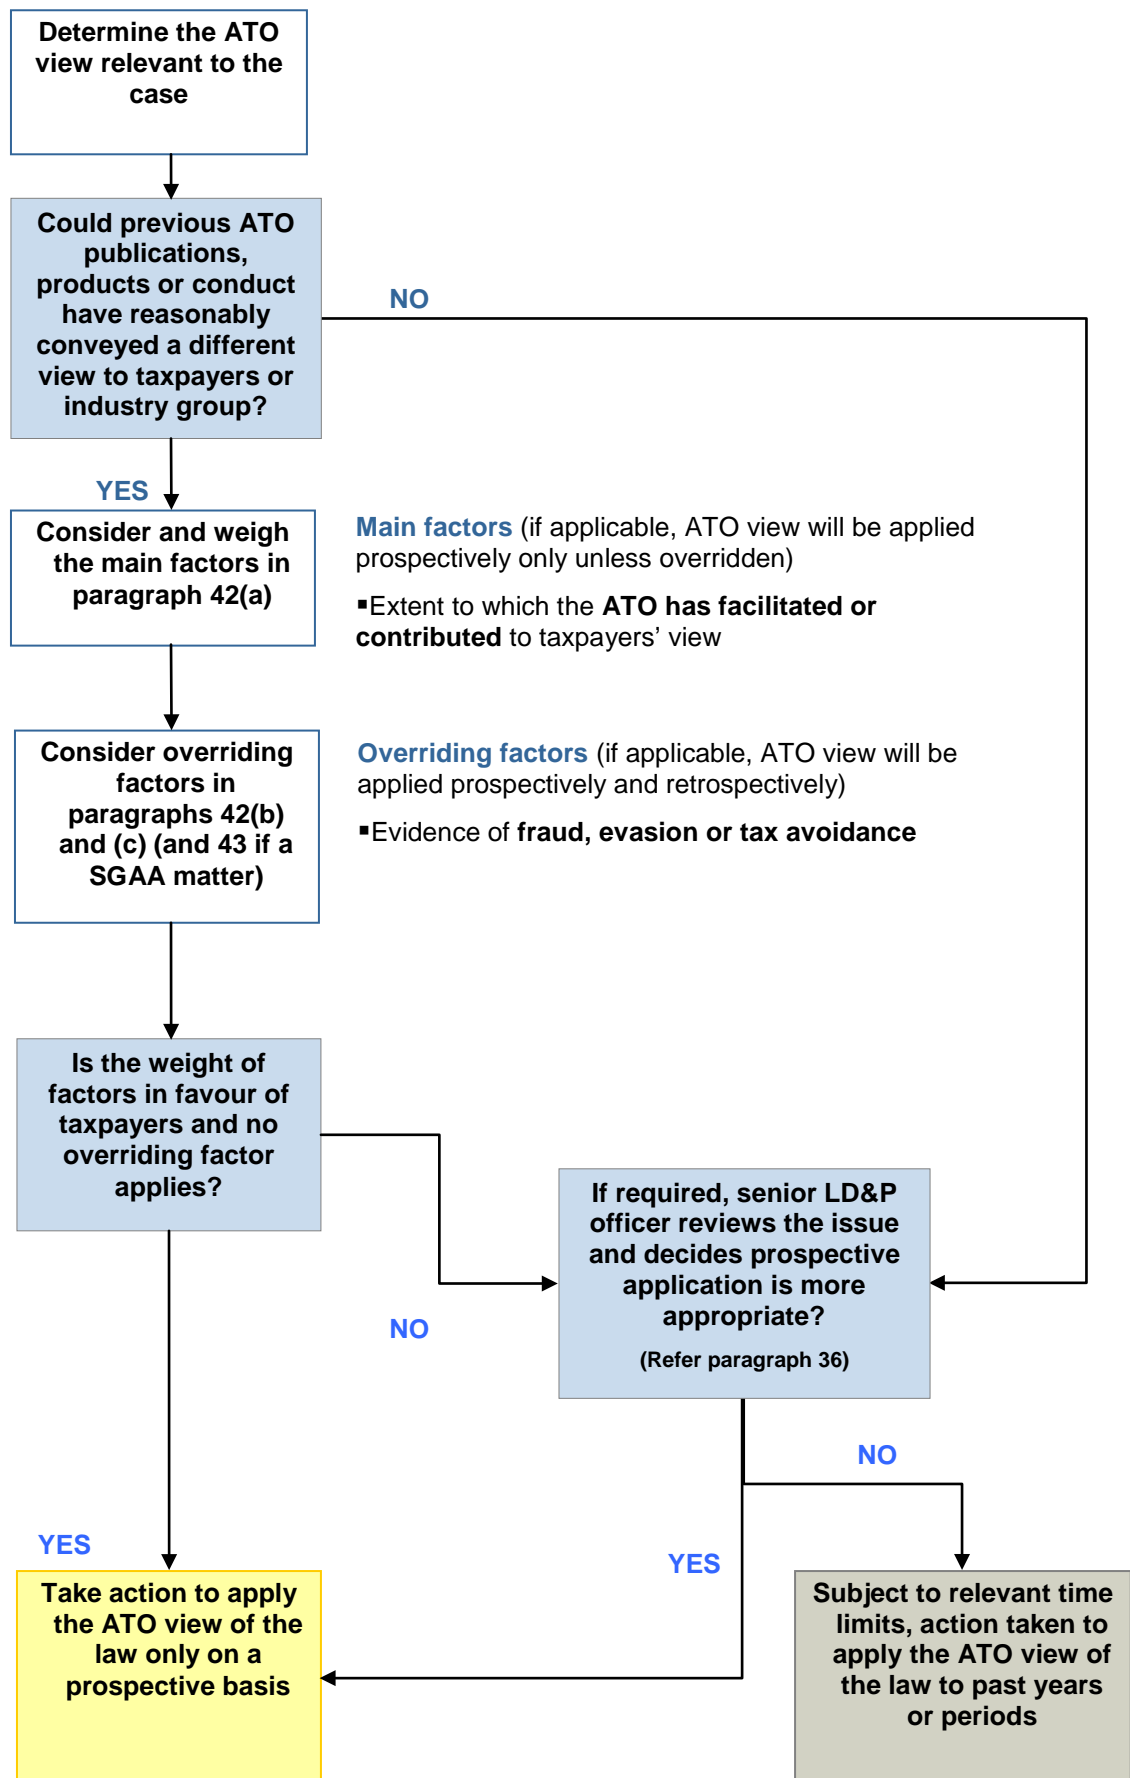 Determine the ATO
view relevant to the
case
Could previous ATO
publications,
products or conduct
have reasonably
conveyed a different
view to taxpayers or
industry group?
NO
YES
Consider and weigh
the main factors in
paragraph 42(a)
Main factors (if applicable, ATO view will be applied
prospectively only unless overridden)
▪Extent to which the ATO has facilitated or
contributed to taxpayers’ view
Consider overriding
factors in
paragraphs 42(b)
and (c) (and 43 if a
SGAA matter)
Overriding factors (if applicable, ATO view will be
applied prospectively and retrospectively)
▪Evidence of fraud, evasion or tax avoidance
Is the weight of
factors in favour of
taxpayers and no
overriding factor
applies?
NO
If required, senior LD&P
officer reviews the issue
and decides prospective
application is more
appropriate?
(Refer paragraph 36)
NO
YES
YES
Take action to apply
the ATO view of the
law only on a
prospective basis
Subject to relevant time
limits, action taken to
apply the ATO view of
the law to past years
or periods